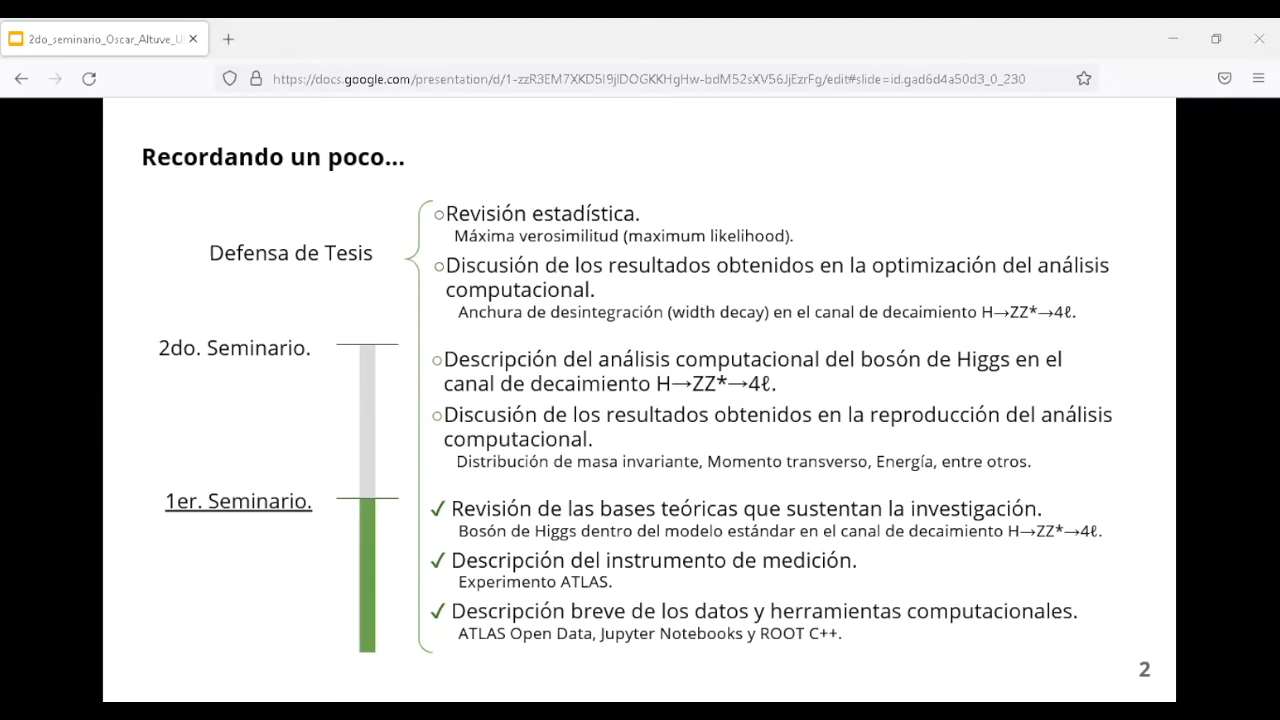 2do_seminario_Oscar_Altuve_U
https://docs.google.com/presentation/d/1-zzR3EM7XKD5I9jlDOGKKHgHw-bdM52sXV56JjEzrFg/edit#slide=id.gad6d4a50d3_0_230
Recordando un poco...
Defensa de Tesis
○Revisión estadística.
Máxima verosimilitud (maximum likelihood).
○Discusión de los resultados obtenidos en la optimización del análisis
computacional.
Anchura de desintegración (width decay) en el canal de decaimiento H→ZZ*→4ℓ.
2do. Seminario.
○Descripción del análisis computacional del bosón de Higgs en el
canal de decaimiento H→ZZ*→4ℓ.
○Discusión de los resultados obtenidos en la reproducción del análisis
computacional.
Distribución de masa invariante, Momento transverso, Energía, entre otros.
1er. Seminario.
✓ Revisión de las bases teóricas que sustentan la investigación.
Bosón de Higgs dentro del modelo estándar en el canal de decaimiento H→ZZ*→4ℓ.
✓ Descripción del instrumento de medición.
Experimento ATLAS.
✓ Descripción breve de los datos y herramientas computacionales.
ATLAS Open Data, Jupyter Notebooks y ROOT C++.
2